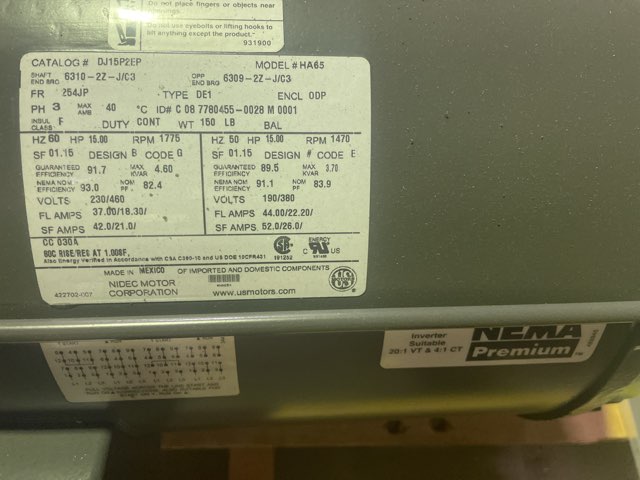 Do not place fingers or objects near
Do not use eyebolts or lifting hooks to
lift anything except the product.
931900
CATALOG # DJ15P2EP MODEL # HA65
SHAFT END BRG 6310-2Z-J/C3 OPP END BRG 6309-2Z-J/C3
FR 254JP TYPE DE1 ENCL ODP
PH 3 MAX AMB 40 °C ID# C 08 7780455-0028 M 0001
INSUL CLASS F DUTY CONT WT 150 LB BAL
HZ 60 HP 15.00 RPM 1775 HZ 50 HP 15.00 RPM 1470
SF 01.15 DESIGN B CODE G SF 01.15 DESIGN # CODE E
GUARANTEED EFFICIENCY 91.7 MAX KVAR 4.60 GUARANTEED EFFICIENCY 89.5 MAX KVAR 3.70
NEMA NOM EFFICIENCY 93.0 NOM PF 82.4 NEMA NOM EFFICIENCY 91.1 NOM PF 83.9
VOLTS 230/460 VOLTS 190/380
FL AMPS 37.00/18.50/ FL AMPS 44.00/22.20/
SF AMPS 42.0/21.0/ SF AMPS 52.0/26.0/
CC 030A
80C RISE/RES AT 1.00SF,
Also Energy Verified in Accordance with CSA C390-10 and US DOE 10CFR431
191252 ENERGY C US
MADE IN MEXICO OF IMPORTED AND DOMESTIC COMPONENTS
NIDEC MOTOR
CORPORATION www.usmotors.com
422702-007
Inverter
Suitable
20:1 VT & 4:1 CT
NEMA
Premium